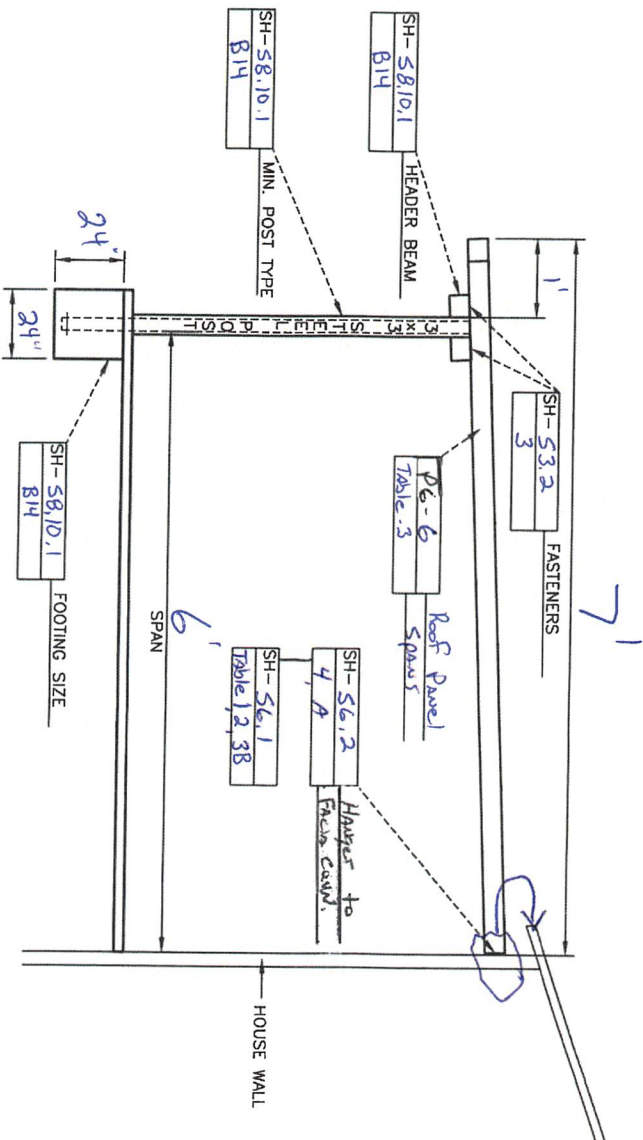 7'
1'
SH- S8.10.1
B14
HEADER BEAM
SH- S3.2
3
FASTENERS
SH- S8.10.1
B14
MIN. POST TYPE
3x3 STEEL POST
PG-6
Table-3
Roof Panel
Spans
SH- S6.2
4, A
Hanger to
Facia conn.
SH- S6.1
Table 1,2,3B
6'
SPAN
24"
24"
SH- S8.10.1
B14
FOOTING SIZE
HOUSE WALL